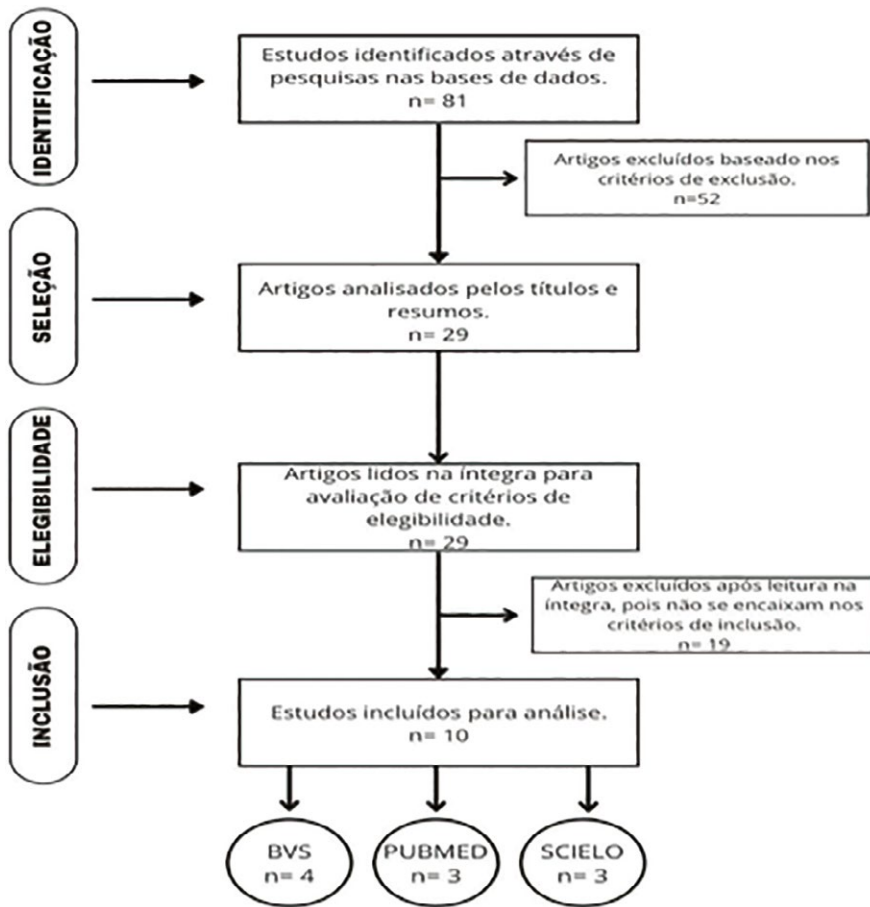 IDENTIFICAÇÃO
Estudos identificados através de
pesquisas nas bases de dados.
n= 81
Artigos excluídos baseado nos
critérios de exclusão.
n=52
SELEÇÃO
Artigos analisados pelos títulos e
resumos.
n= 29
ELEGIBILIDADE
Artigos lidos na íntegra para
avaliação de critérios de
elegibilidade.
n= 29
Artigos excluídos após leitura na
íntegra, pois não se encaixam nos
critérios de inclusão.
n= 19
INCLUSÃO
Estudos incluídos para análise.
n= 10
BVS
n= 4
PUBMED
n= 3
SCIELO
n= 3